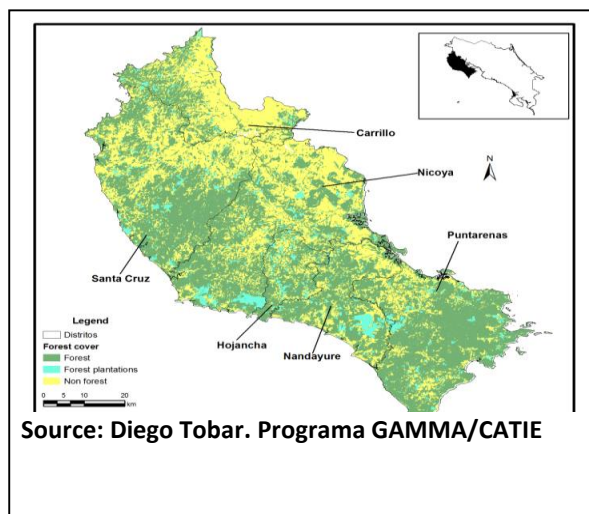 Carrillo
N
Nicoya
Puntarenas
Santa Cruz
Hojancha
Nandayure
Legend
Distritos
Forest cover
Forest
Forest plantations
Non forest
0 5 10 20
km
Source: Diego Tobar. Programa GAMMA/CATIE